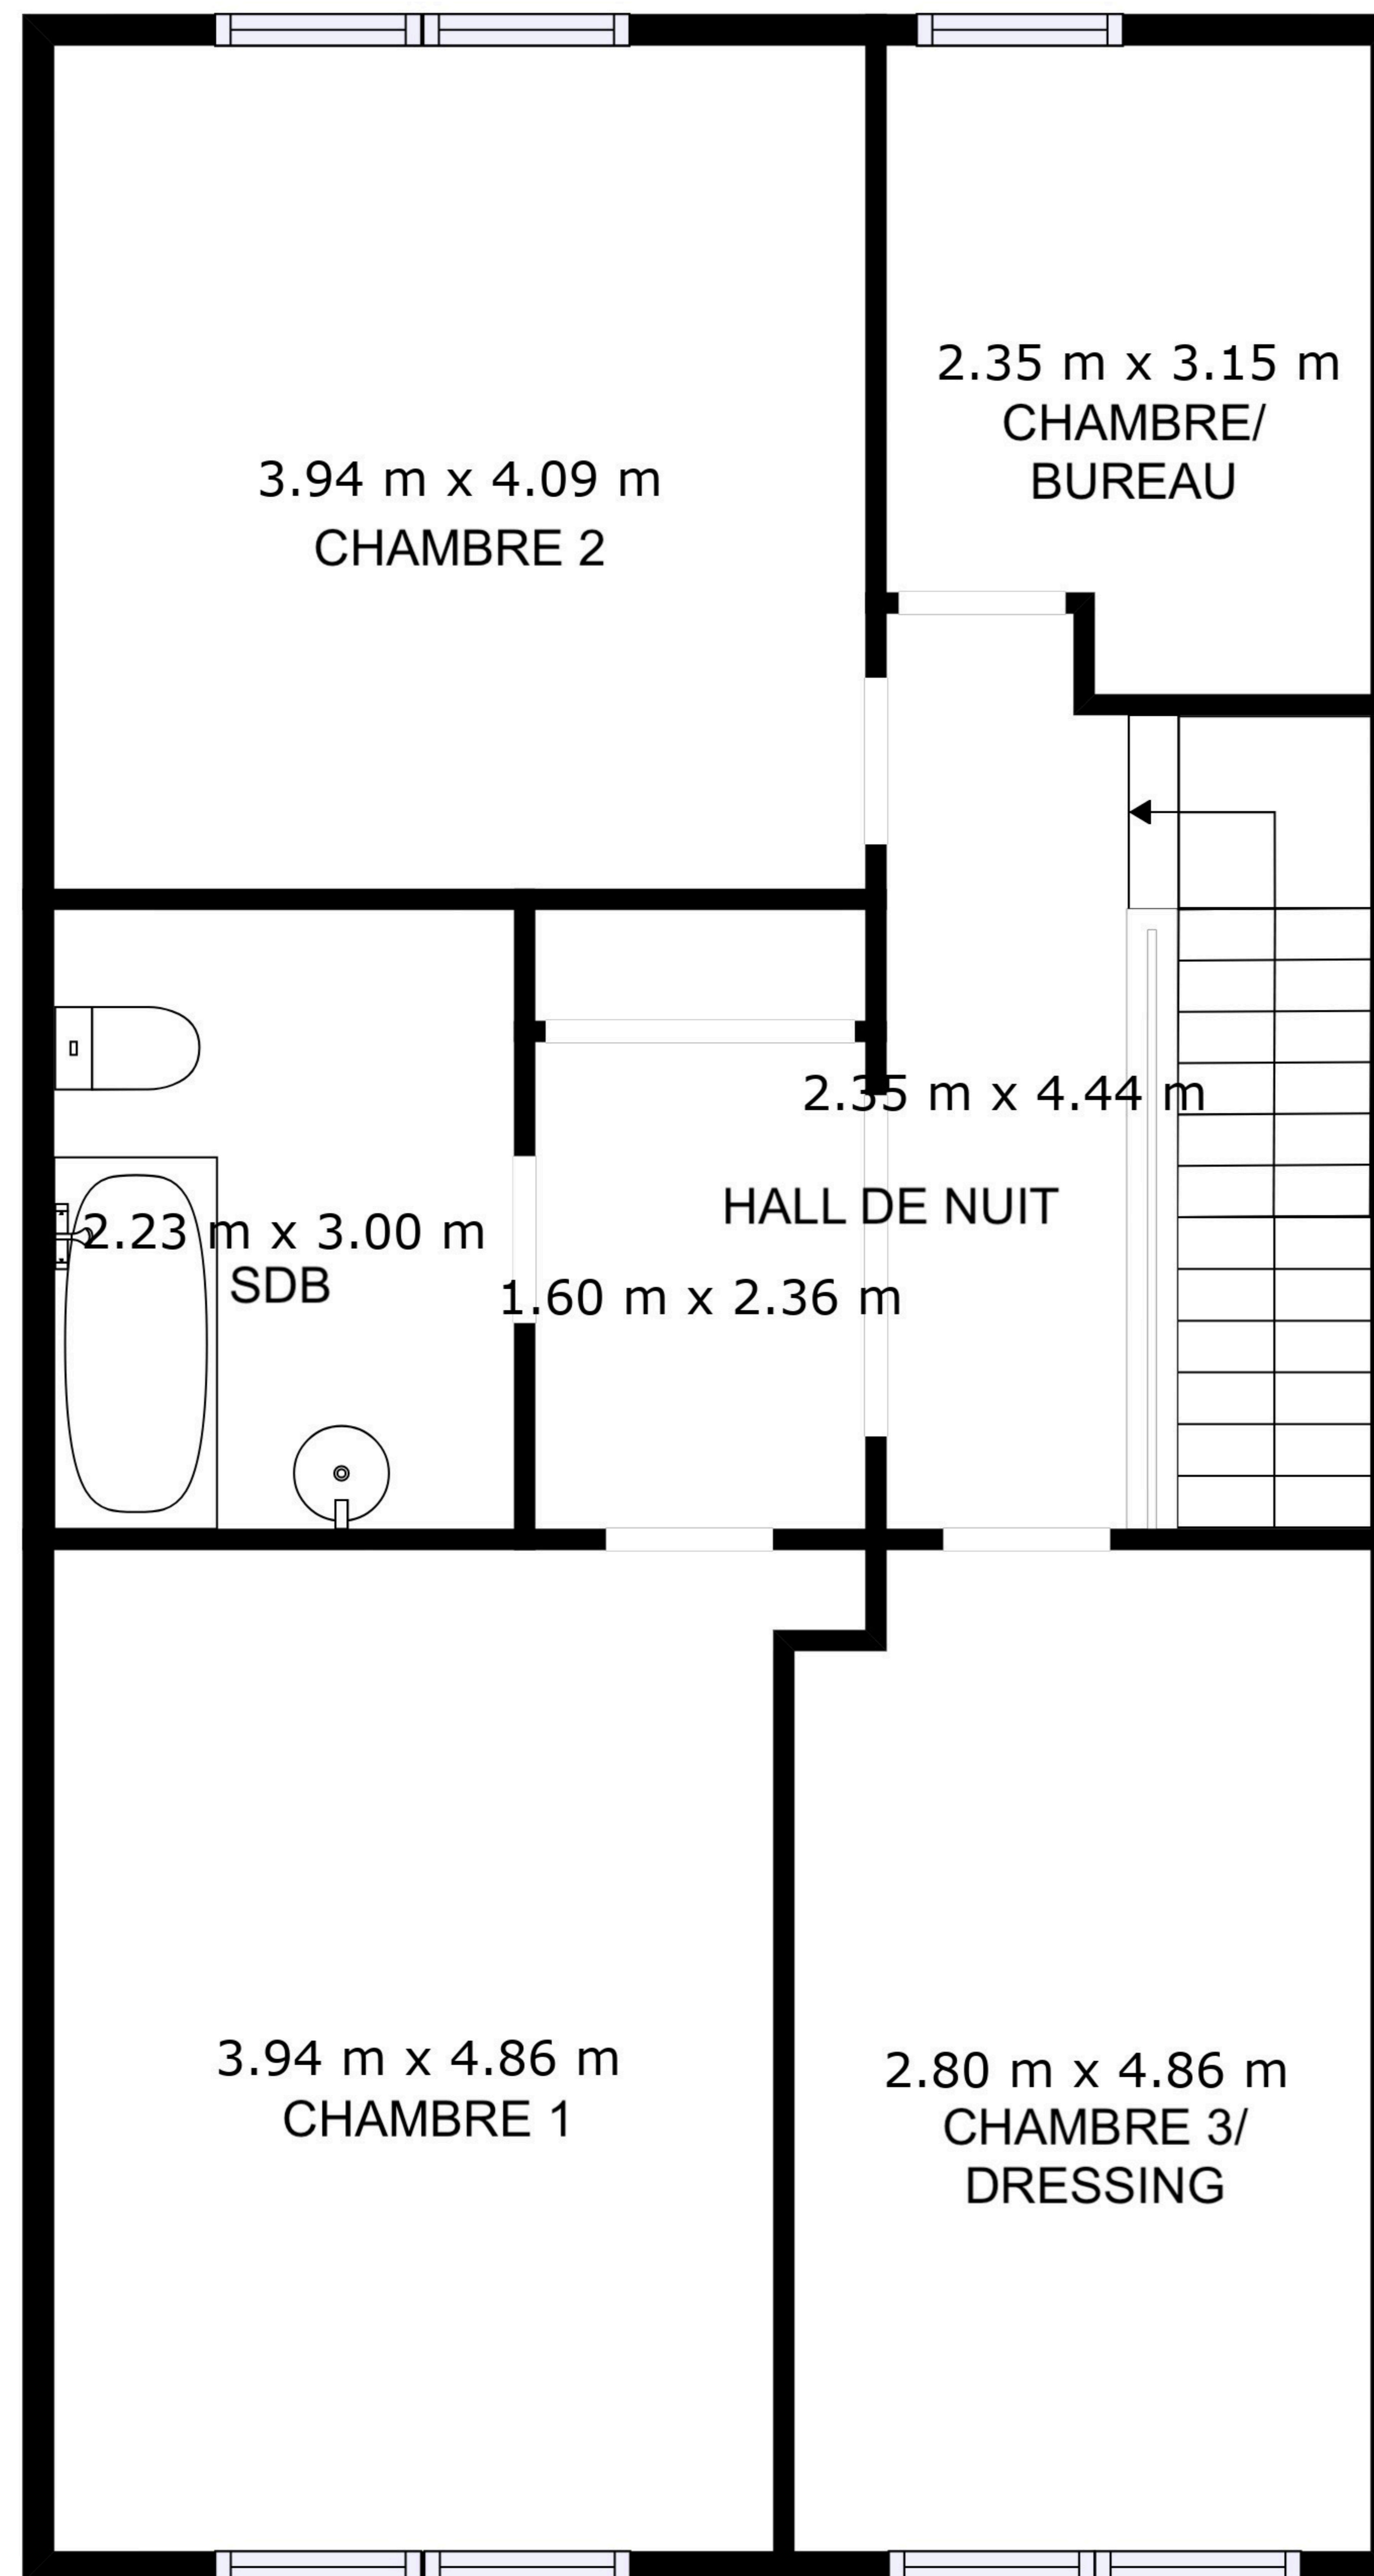 2.35 m x 3.15 m
CHAMBRE/
BUREAU
3.94 m x 4.09 m
CHAMBRE 2
2.35 m x 4.44 m
HALL DE NUIT
2.23 m x 3.00 m
SDB
1.60 m x 2.36 m
3.94 m x 4.86 m
CHAMBRE 1
2.80 m x 4.86 m
CHAMBRE 3/
DRESSING